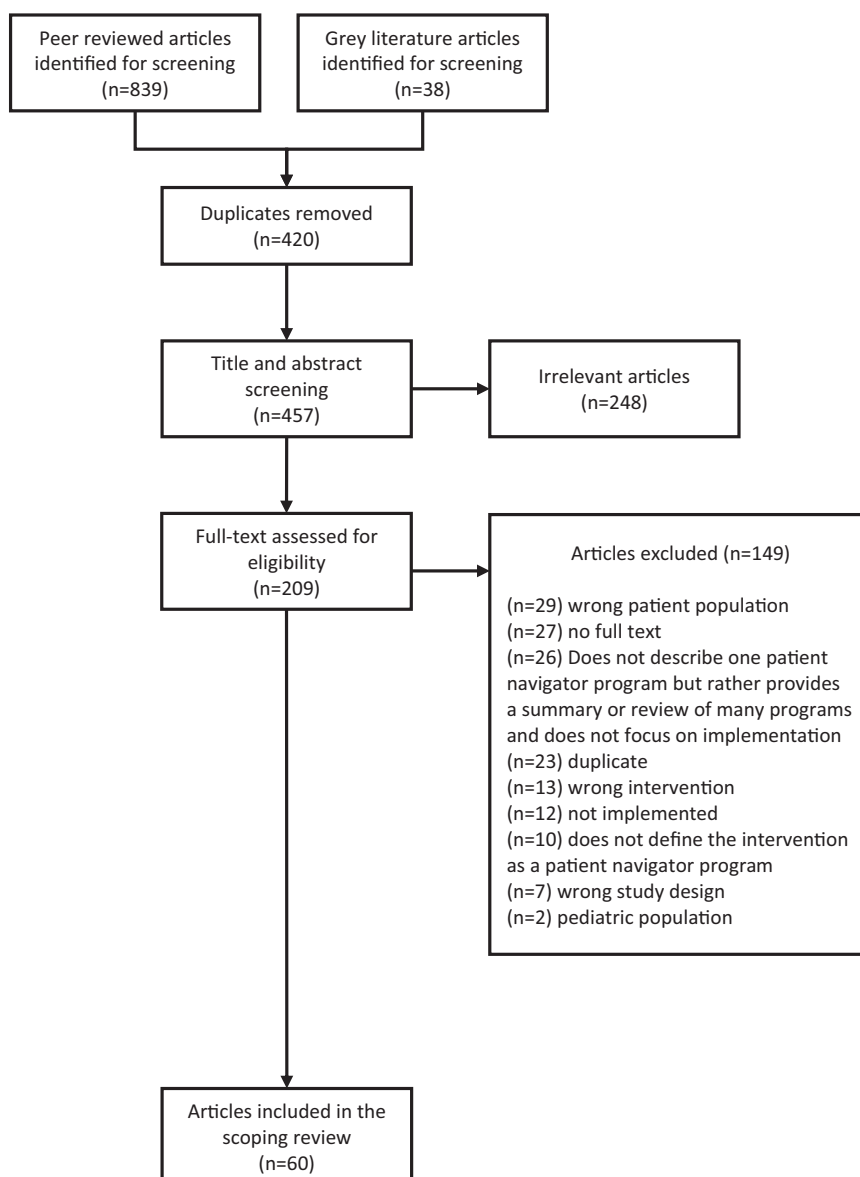 Peer reviewed articles
identified for screening
(n=839)
Grey literature articles
identified for screening
(n=38)
Duplicates removed
(n=420)
Title and abstract
screening
(n=457)
Irrelevant articles
(n=248)
Full-text assessed for
eligibility
(n=209)
Articles excluded (n=149)
(n=29) wrong patient population
(n=27) no full text
(n=26) Does not describe one patient
navigator program but rather provides
a summary or review of many programs
and does not focus on implementation
(n=23) duplicate
(n=13) wrong intervention
(n=12) not implemented
(n=10) does not define the intervention
as a patient navigator program
(n=7) wrong study design
(n=2) pediatric population
Articles included in the
scoping review
(n=60)